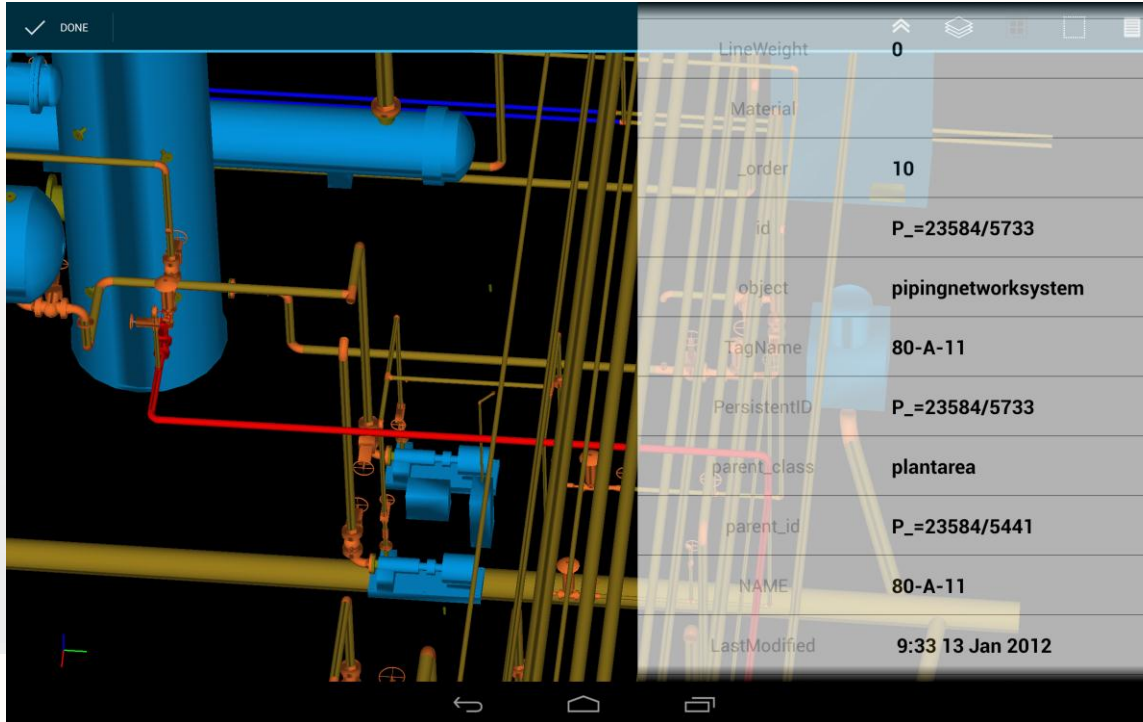 DONE
LineWeight 0
Material
_order 10
id P_=23584/5733
object pipingnetworksystem
TagName 80-A-11
PersistentID P_=23584/5733
parent_class plantarea
parent_id P_=23584/5441
NAME 80-A-11
LastModified 9:33 13 Jan 2012